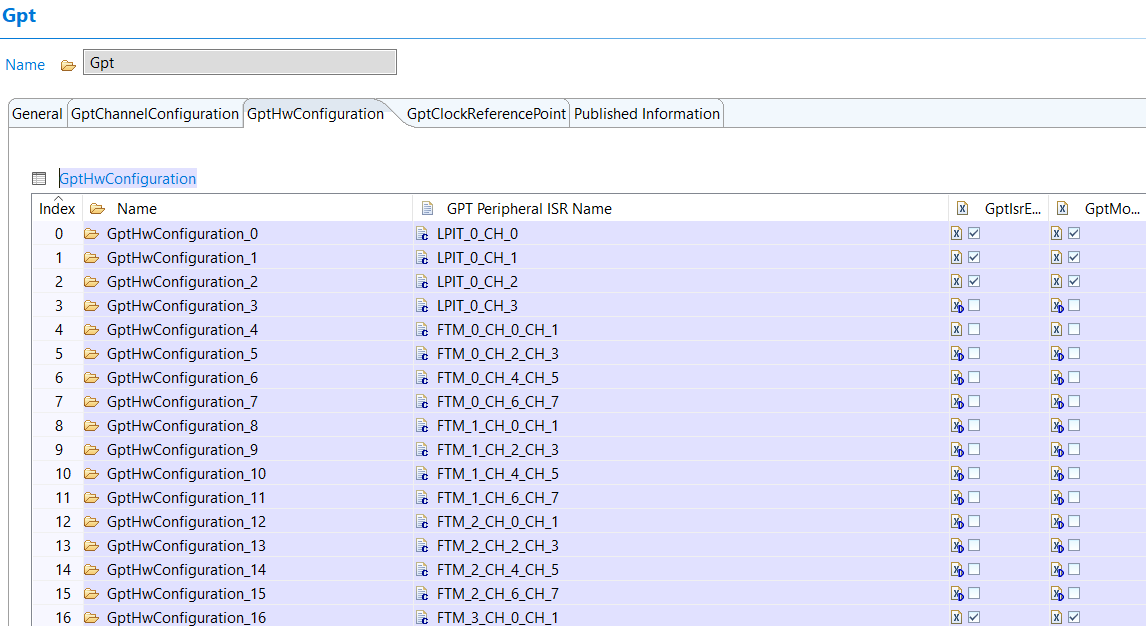 Gpt
Name Gpt
General GptChannelConfiguration GptHwConfiguration GptClockReferencePoint Published Information
GptHwConfiguration
Index Name GPT Peripheral ISR Name GptIsrE... GptMo...
0 GptHwConfiguration_0 LPIT_0_CH_0
1 GptHwConfiguration_1 LPIT_0_CH_1
2 GptHwConfiguration_2 LPIT_0_CH_2
3 GptHwConfiguration_3 LPIT_0_CH_3
4 GptHwConfiguration_4 FTM_0_CH_0_CH_1
5 GptHwConfiguration_5 FTM_0_CH_2_CH_3
6 GptHwConfiguration_6 FTM_0_CH_4_CH_5
7 GptHwConfiguration_7 FTM_0_CH_6_CH_7
8 GptHwConfiguration_8 FTM_1_CH_0_CH_1
9 GptHwConfiguration_9 FTM_1_CH_2_CH_3
10 GptHwConfiguration_10 FTM_1_CH_4_CH_5
11 GptHwConfiguration_11 FTM_1_CH_6_CH_7
12 GptHwConfiguration_12 FTM_2_CH_0_CH_1
13 GptHwConfiguration_13 FTM_2_CH_2_CH_3
14 GptHwConfiguration_14 FTM_2_CH_4_CH_5
15 GptHwConfiguration_15 FTM_2_CH_6_CH_7
16 GptHwConfiguration_16 FTM_3_CH_0_CH_1